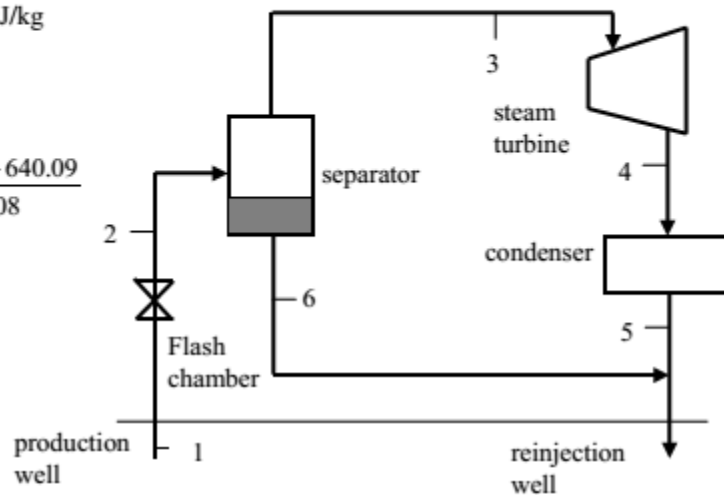 J/kg
640.09
08
3
steam
turbine
separator
4
2
condenser
6
5
Flash
chamber
production
well
1
reinjection
well